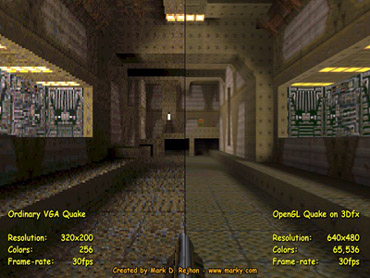 Ordinary VGA Quake
Resolution: 320x200
Colors: 256
Frame-rate: 30fps
OpenGL Quake on 3Dfx
Resolution: 640x480
Colors: 65,536
Frame-rate: 30fps
Created by Mark D. Rejhon - www.marky.com